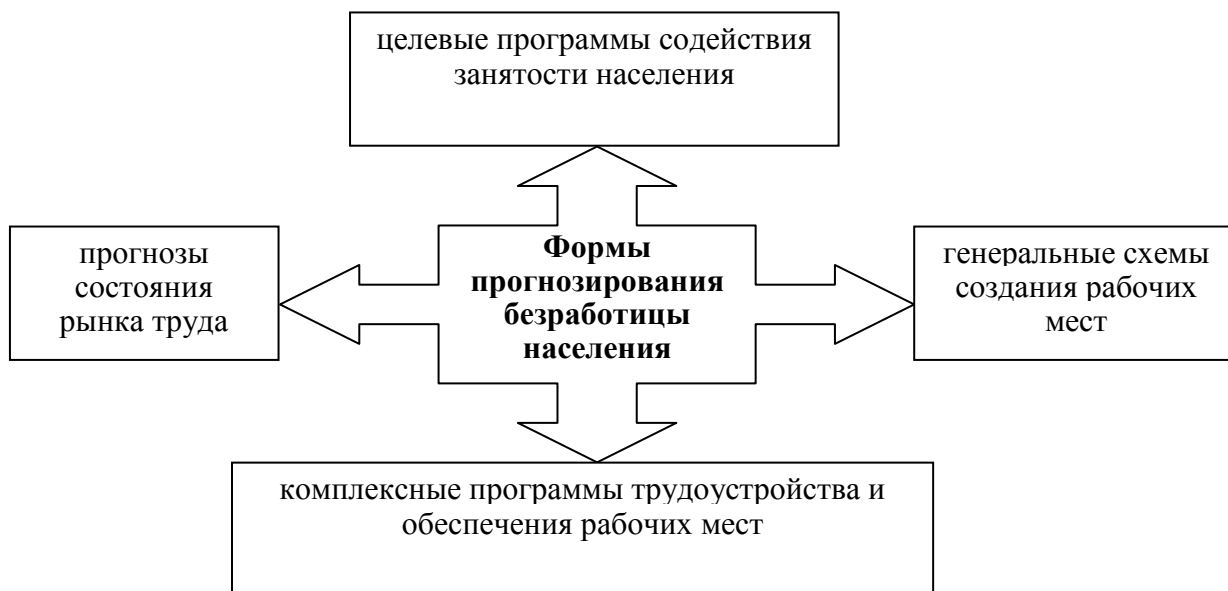 целевые программы содействия
занятости населения
прогнозы
состояния
рынка труда
Формы
прогнозирования
безработицы
населения
генеральные схемы
создания рабочих
мест
комплексные программы трудоустройства и
обеспечения рабочих мест